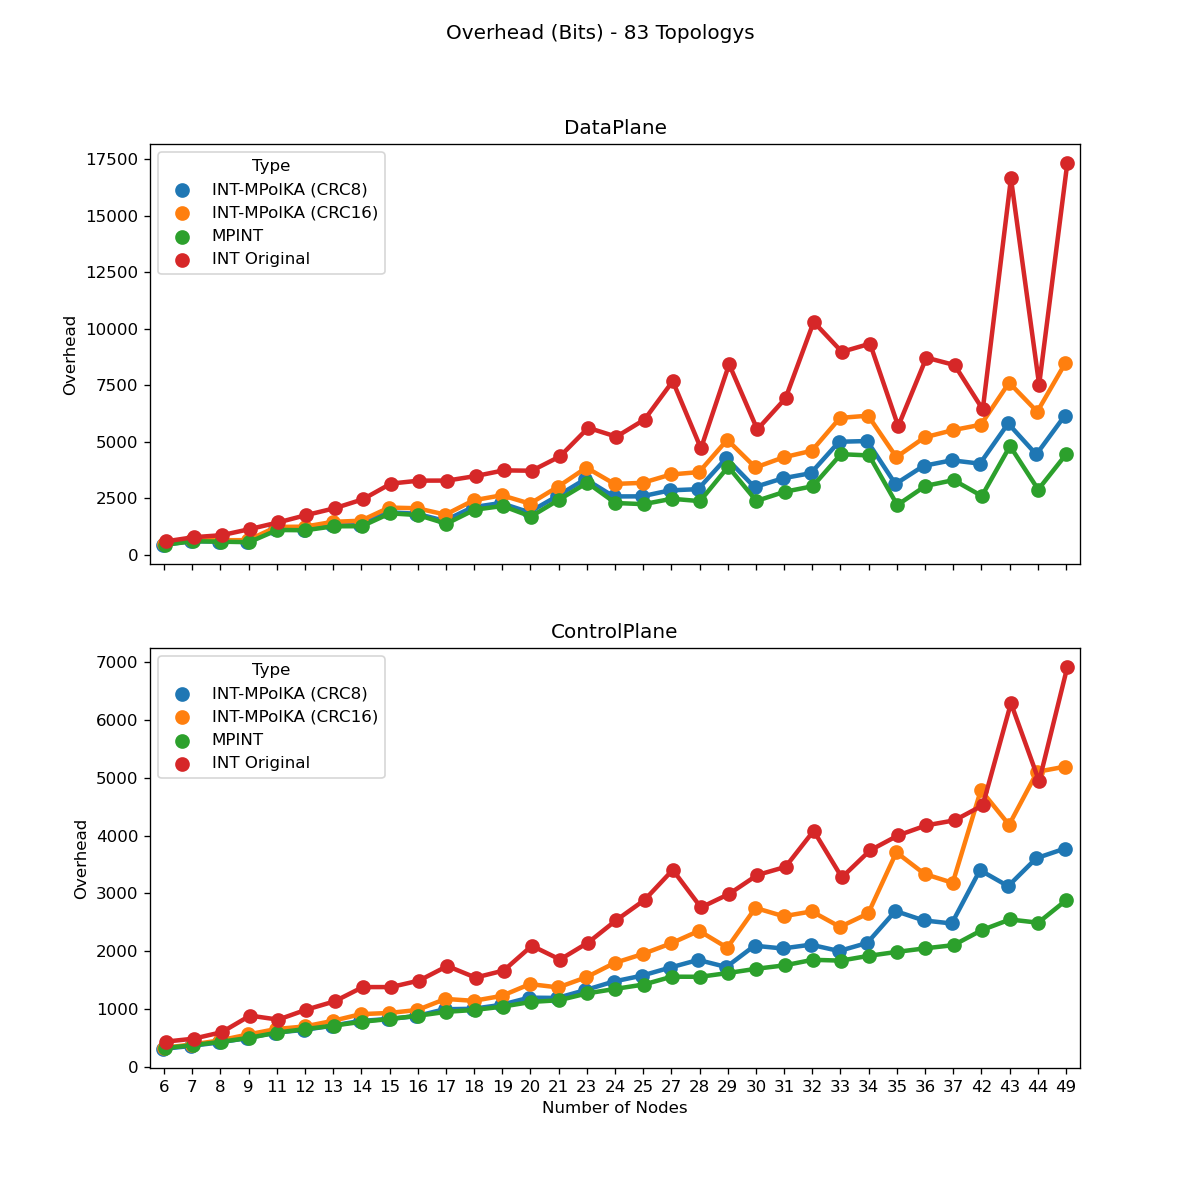 Overhead (Bits) - 83 Topologys
DataPlane
17500
15000
12500
10000
7500
5000
2500
0
Overhead
Type
INT-MPolKA (CRC8)
INT-MPolKA (CRC16)
MPINT
INT Original
ControlPlane
7000
6000
5000
4000
3000
2000
1000
0
Overhead
Type
INT-MPolKA (CRC8)
INT-MPolKA (CRC16)
MPINT
INT Original
6 7 8 9 11 12 13 14 15 16 17 18 19 20 21 23 24 25 27 28 29 30 31 32 33 34 35 36 37 42 43 44 49
Number of Nodes